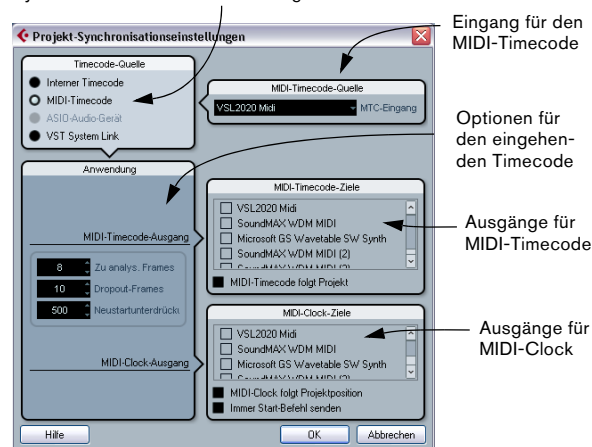 Projekt-Synchronisationseinstellungen
Eingang für den
MIDI-Timecode
Timecode-Quelle
Interner Timecode
MIDI-Timecode
ASIO-Audio-Gerät
VST System Link
MIDI-Timecode-Quelle
VSL2020 Midi
MTC-Eingang
Optionen für
den eingehen-
den Timecode
Anwendung
MIDI-Timecode-Ausgang
8 Zu analys. Frames
10 Dropout-Frames
500 Neustartunterdrückı
MIDI-Clock-Ausgang
MIDI-Timecode-Ziele
VSL2020 Midi
SoundMAX WDM MIDI
Microsoft GS Wavetable SW Synth
SoundMAX WDM MIDI (2)
MIDI-Timecode folgt Projekt
Ausgänge für
MIDI-Timecode
MIDI-Clock-Ziele
VSL2020 Midi
SoundMAX WDM MIDI
Microsoft GS Wavetable SW Synth
SoundMAX WDM MIDI (2)
MIDI-Clock folgt Projektposition
Immer Start-Befehl senden
Ausgänge für
MIDI-Clock
Hilfe
OK
Abbrechen